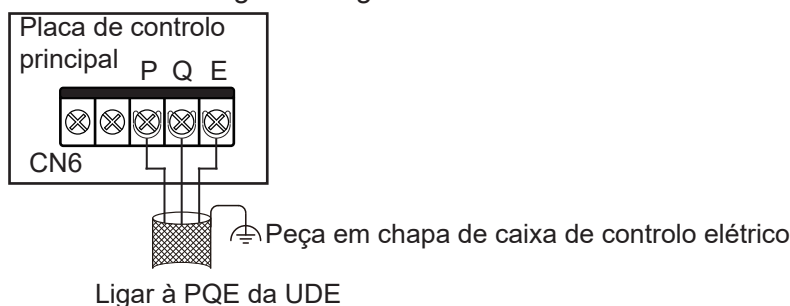 Placa de controlo
principal
P Q E
CN6
Peça em chapa de caixa de controlo elétrico
Ligar à PQE da UDE